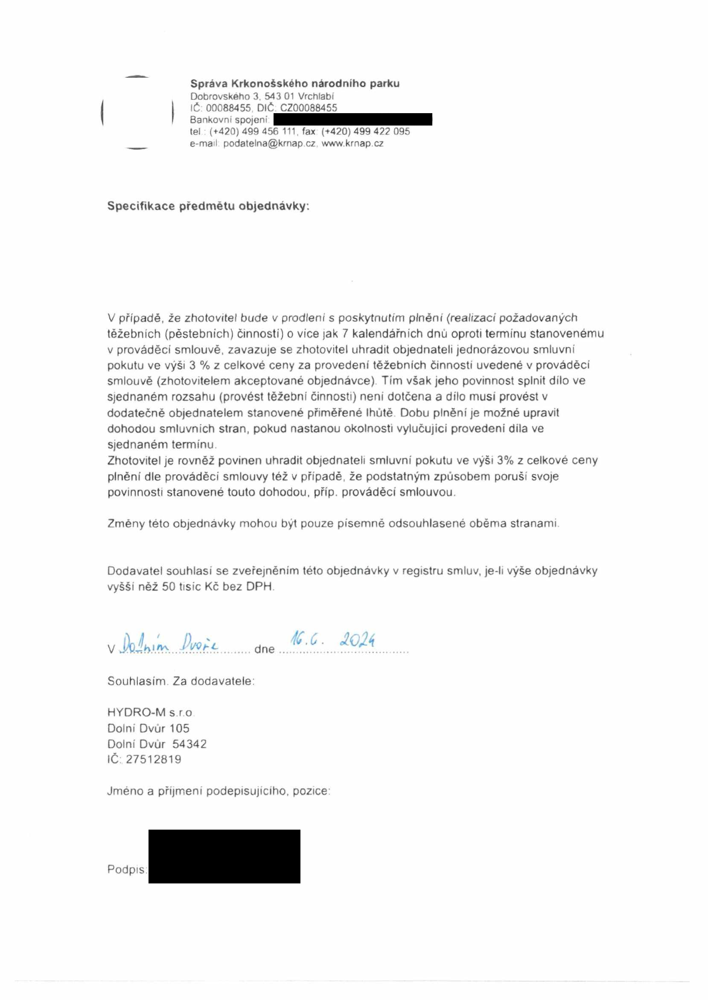 Správa Krkonošského národního parku
Dobrovského 3, 543 01 Vrchlabí
IČ: 00088455, DIČ: CZ00088455
Bankovní spojení:
tel.: (+420) 499 456 111, fax: (+420) 499 422 095
e-mail: podatelna@krnap.cz, www.krnap.cz
Specifikace předmětu objednávky:
V případě, že zhotovitel bude v prodlení s poskytnutím plnění (realizací požadovaných
těžebních (pěstebních) činností) o více jak 7 kalendářních dnů oproti termínu stanovenému
v prováděcí smlouvě, zavazuje se zhotovitel uhradit objednateli jednorázovou smluvní
pokutu ve výši 3 % z celkové ceny za provedení těžebních činností uvedené v prováděcí
smlouvě (zhotovitelem akceptované objednávce). Tím však jeho povinnost splnit dílo ve
sjednaném rozsahu (provést těžební činnosti) není dotčena a dílo musí provést v
dodatečně objednatelem stanovené přiměřené lhůtě. Dobu plnění je možné upravit
dohodou smluvních stran, pokud nastanou okolnosti vylučující provedení díla ve
sjednaném termínu.
Zhotovitel je rovněž povinen uhradit objednateli smluvní pokutu ve výši 3% z celkové ceny
plnění dle prováděcí smlouvy též v případě, že podstatným způsobem poruší svoje
povinnosti stanovené touto dohodou, příp. prováděcí smlouvou.
Změny této objednávky mohou být pouze písemně odsouhlasené oběma stranami.
Dodavatel souhlasí se zveřejněním této objednávky v registru smluv, je-li výše objednávky
vyšší něž 50 tisíc Kč bez DPH.
V Dolním Dvoře dne 16.6. 2024
Souhlasím. Za dodavatele:
HYDRO-M s.r.o.
Dolní Dvůr 105
Dolní Dvůr 54342
IČ: 27512819
Jméno a příjmení podepisujícího, pozice:
Podpis: